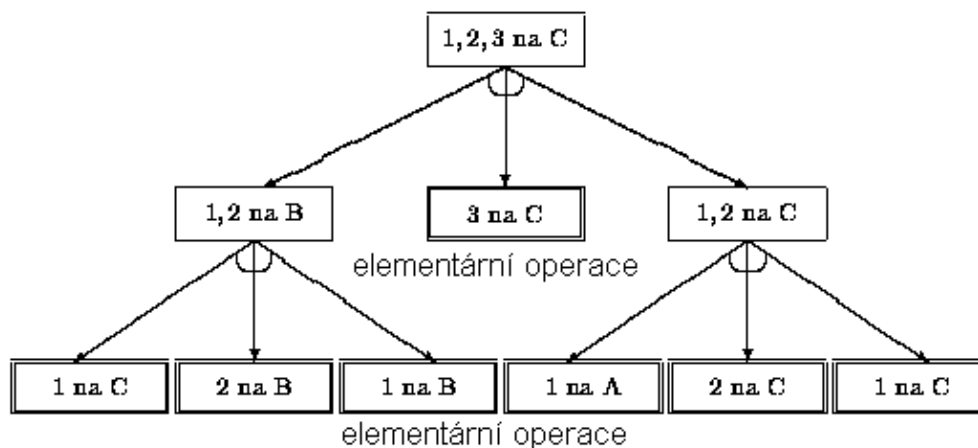 1, 2, 3 na C
1, 2 na B
3 na C
1, 2 na C
elementární operace
1 na C
2 na B
1 na B
1 na A
2 na C
1 na C
elementární operace